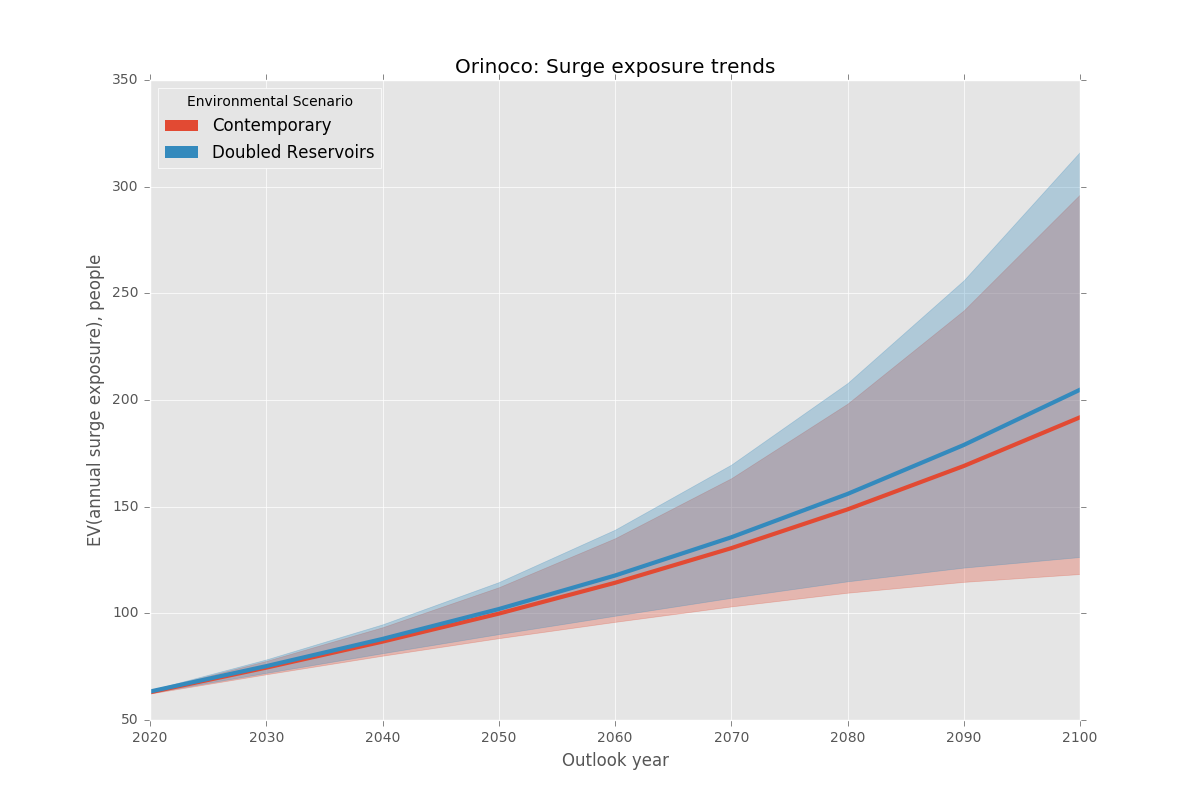 Orinoco: Surge exposure trends
Environmental Scenario
Contemporary
Doubled Reservoirs
EV(annual surge exposure), people
350
300
250
200
150
100
50
2020 2030 2040 2050 2060 2070 2080 2090 2100
Outlook year